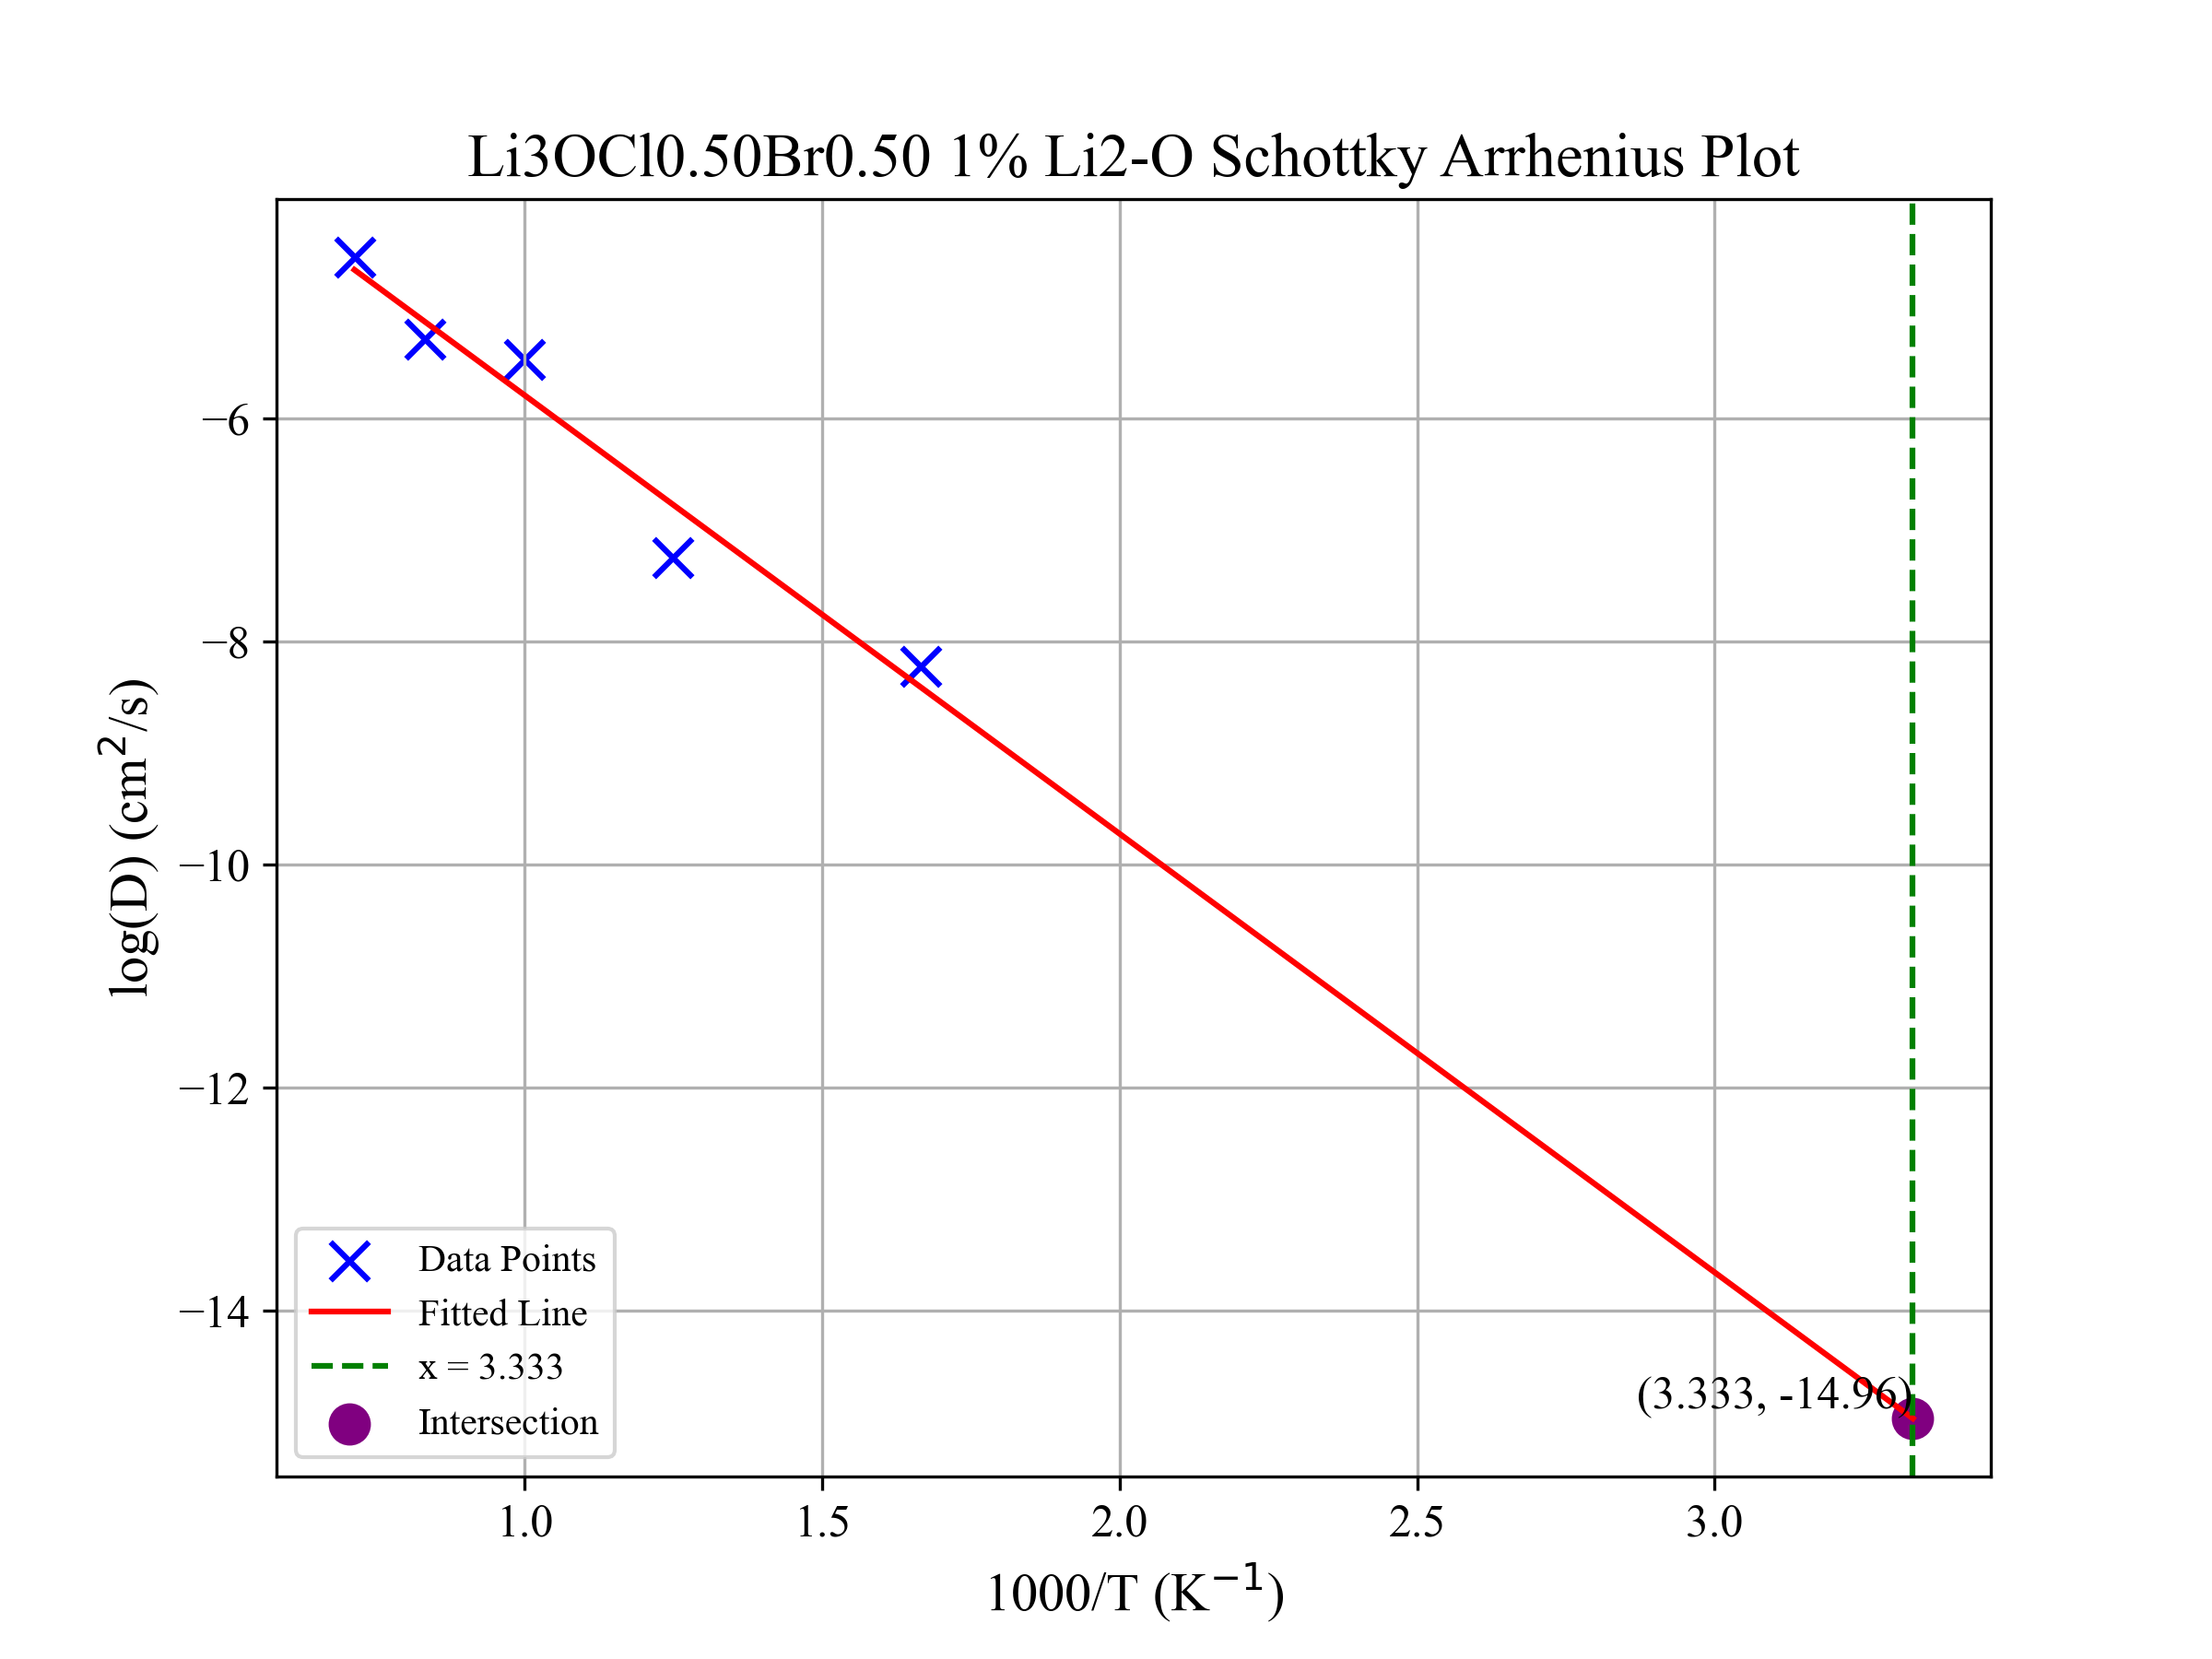 Li3OCl0.50Br0.50 1% Li2-O Schottky Arrhenius Plot
log(D) (cm²/s)
−6
−8
−10
−12
−14
(3.333, -14.96)
Data Points
Fitted Line
x = 3.333
Intersection
1.0 1.5 2.0 2.5 3.0
1000/T (K⁻¹)